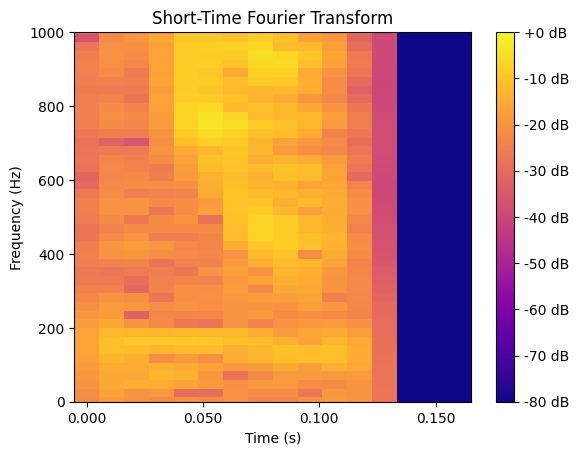 Short-Time Fourier Transform
1000
800
600
400
200
0
Frequency (Hz)
0.000
0.050
0.100
0.150
Time (s)
+0 dB
-10 dB
-20 dB
-30 dB
-40 dB
-50 dB
-60 dB
-70 dB
-80 dB